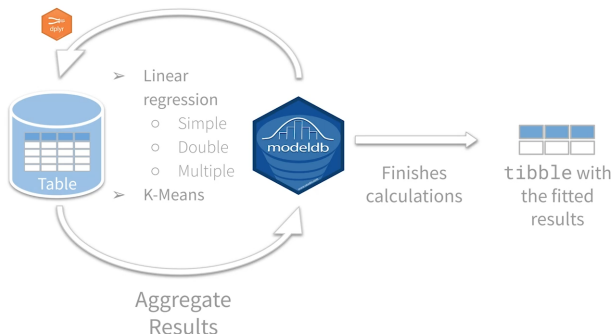 dplyr
➢ Linear
regression
○ Simple
○ Double
○ Multiple
➢ K-Means
Table
modeldb
Finishes
calculations
tibble with
the fitted
results
Aggregate
Results